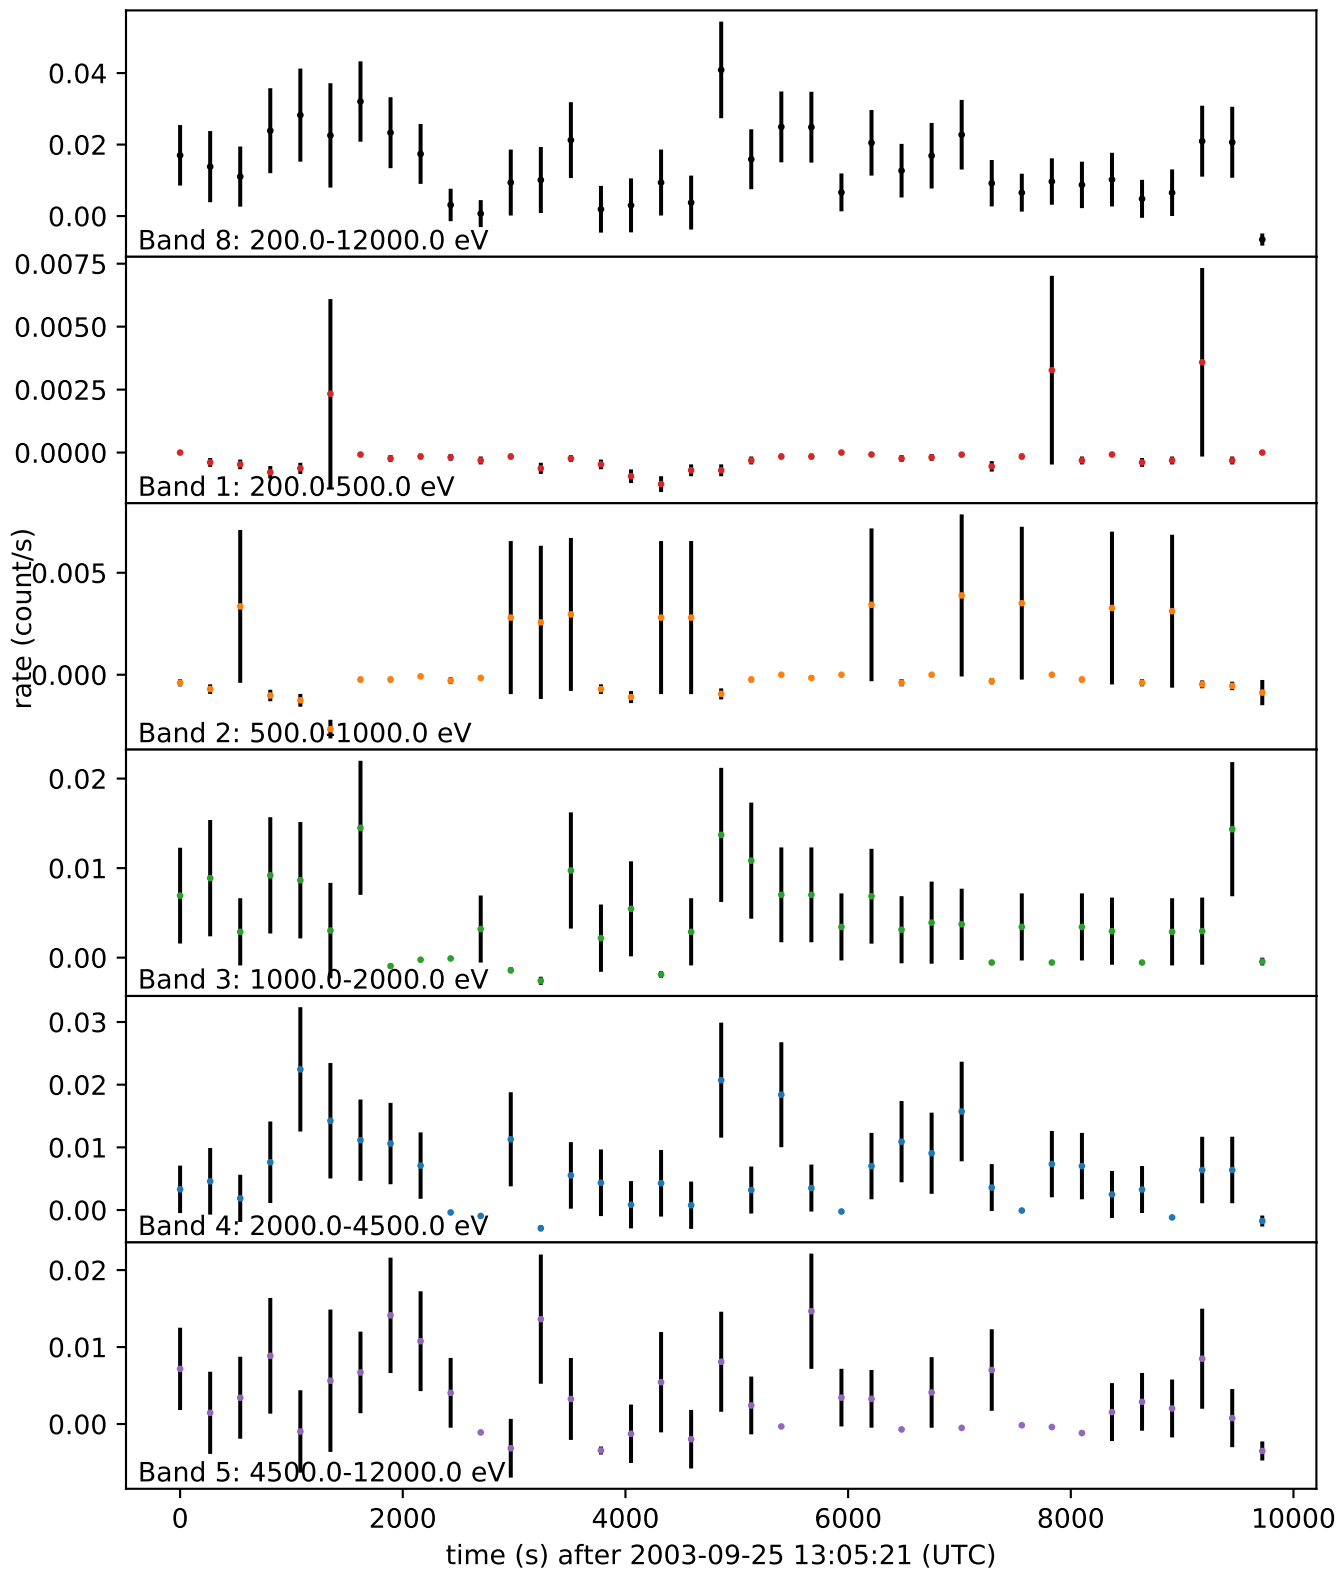 0.04
0.02
0.00
Band 8: 200.0-12000.0 eV
0.0075
0.0050
0.0025
0.0000
Band 1: 200.0-500.0 eV
rate (count/s)
0.005
0.000
Band 2: 500.0-1000.0 eV
0.02
0.01
0.00
Band 3: 1000.0-2000.0 eV
0.03
0.02
0.01
0.00
Band 4: 2000.0-4500.0 eV
0.02
0.01
0.00
Band 5: 4500.0-12000.0 eV
0 2000 4000 6000 8000 10000
time (s) after 2003-09-25 13:05:21 (UTC)